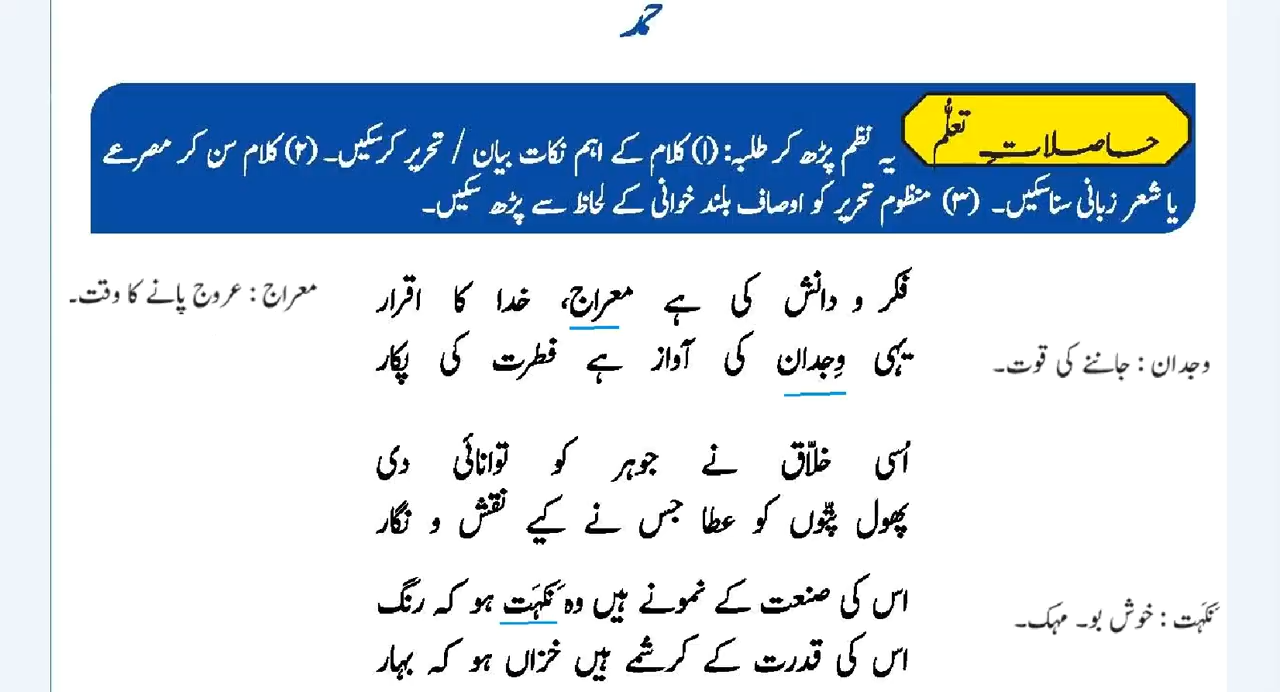 حمد
حاصلاتِ تعلّم
یہ نظم پڑھ کر طلبہ: (۱) کلام کے اہم نکات بیان / تحریر کرسکیں۔ (۲) کلام سن کر مصرعے
یا شعر زبانی سناسکیں۔ (۳) منظوم تحریر کو اوصاف بلند خوانی کے لحاظ سے پڑھ سکیں۔
فکر و دانش کی ہے معراج، خدا کا اقرار
معراج : عروج پانے کا وقت۔
یہی وِجدان کی آواز ہے فطرت کی پکار
وجدان : جاننے کی قوت۔
اُسی خلّاق نے جوہر کو توانائی دی
پھول پتّوں کو عطا جس نے کیے نقش و نگار
اس کی صنعت کے نمونے ہیں وہ نَکہَت ہو کہ رنگ
نَکہَت : خوش بو۔ مہک۔
اس کی قدرت کے کرشمے ہیں خزاں ہو کہ بہار